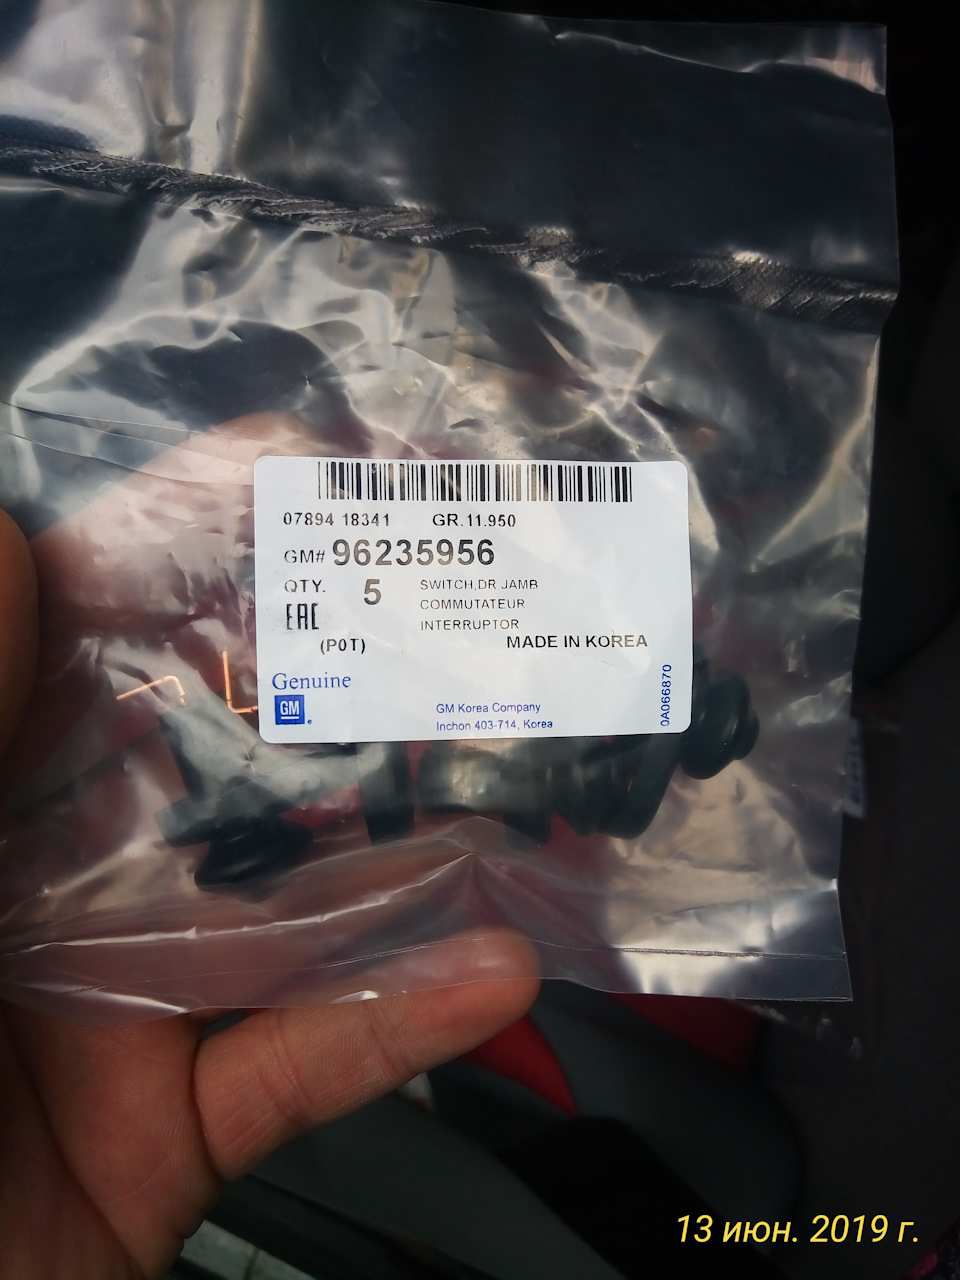 07894 18341 GR.11.950
GM# 96235956
QTY. 5 SWITCH,DR JAMB
COMMUTATEUR
EAC INTERRUPTOR
(P0T) MADE IN KOREA
Genuine
GM
GM Korea Company
Inchon 403-714, Korea
0A066870
13 июн. 2019 г.